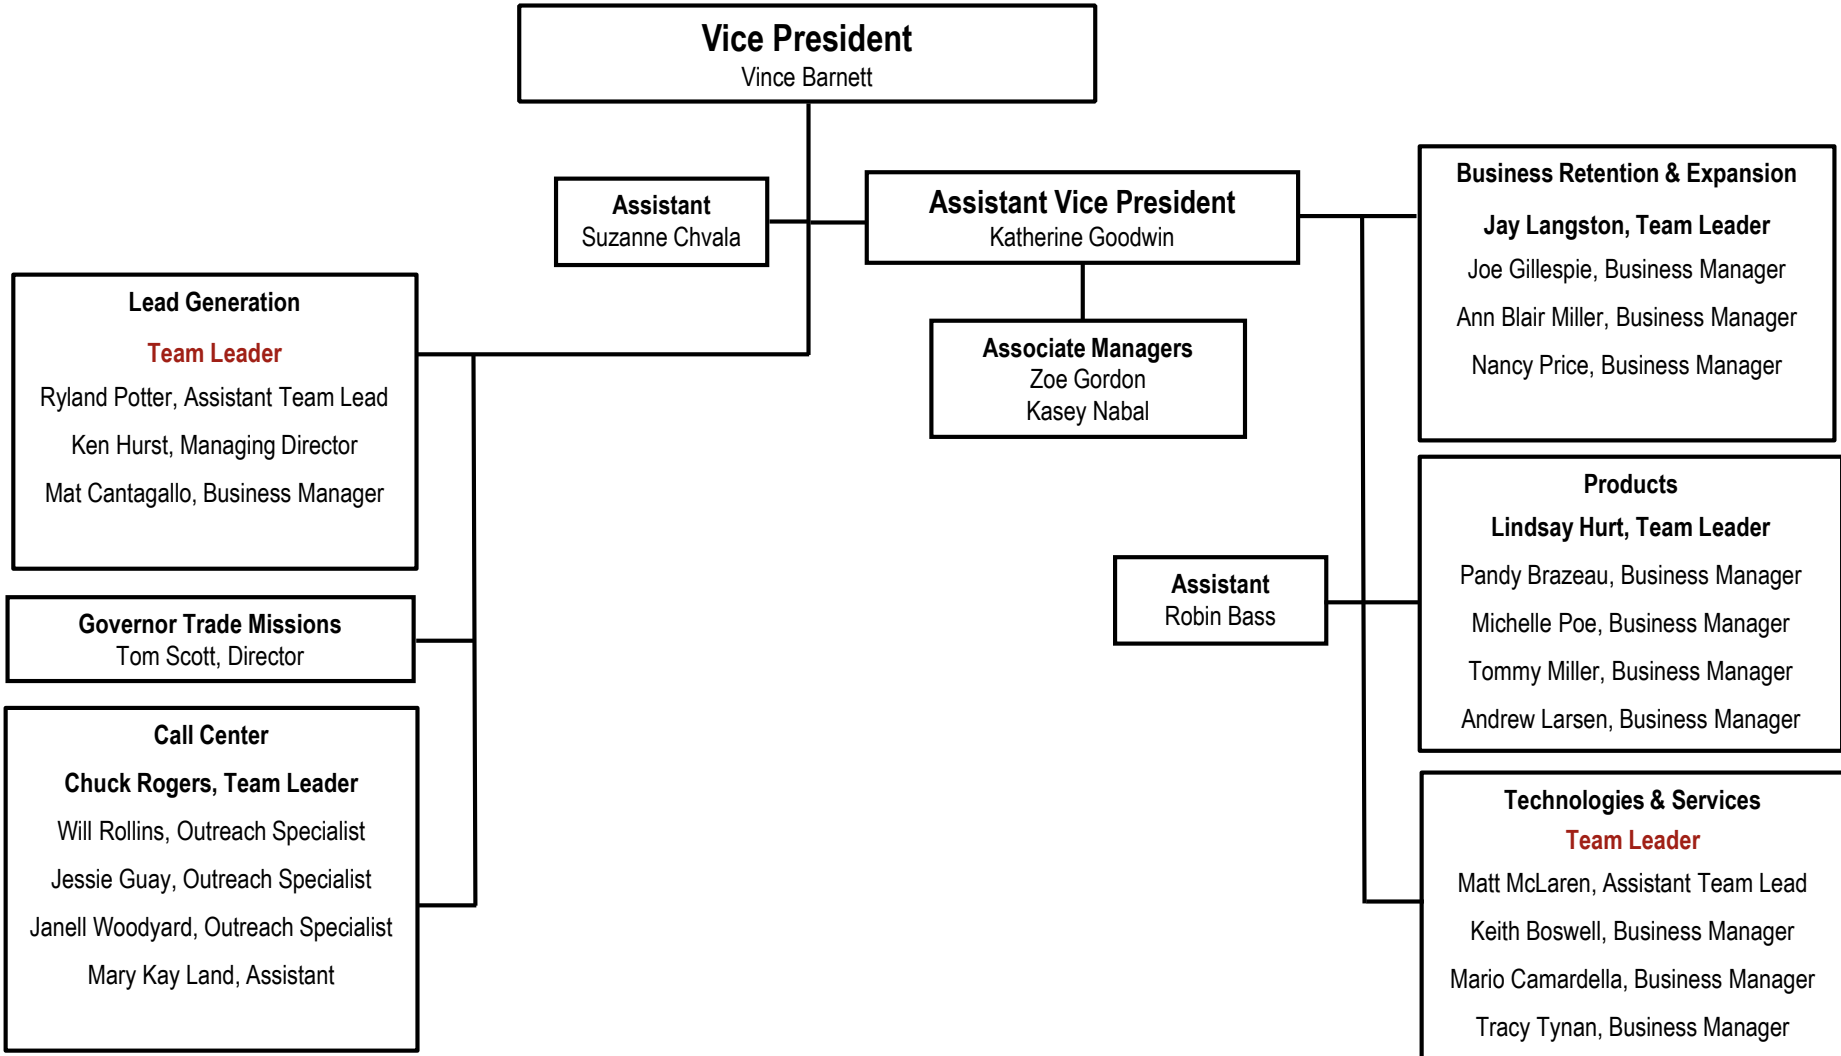 Vice President
Vince Barnett
Assistant
Suzanne Chvala
Assistant Vice President
Katherine Goodwin
Associate Managers
Zoe Gordon
Kasey Nabal
Lead Generation
Team Leader
Ryland Potter, Assistant Team Lead
Ken Hurst, Managing Director
Mat Cantagallo, Business Manager
Governor Trade Missions
Tom Scott, Director
Call Center
Chuck Rogers, Team Leader
Will Rollins, Outreach Specialist
Jessie Guay, Outreach Specialist
Janell Woodyard, Outreach Specialist
Mary Kay Land, Assistant
Business Retention & Expansion
Jay Langston, Team Leader
Joe Gillespie, Business Manager
Ann Blair Miller, Business Manager
Nancy Price, Business Manager
Assistant
Robin Bass
Products
Lindsay Hurt, Team Leader
Pandy Brazeau, Business Manager
Michelle Poe, Business Manager
Tommy Miller, Business Manager
Andrew Larsen, Business Manager
Technologies & Services
Team Leader
Matt McLaren, Assistant Team Lead
Keith Boswell, Business Manager
Mario Camardella, Business Manager
Tracy Tynan, Business Manager